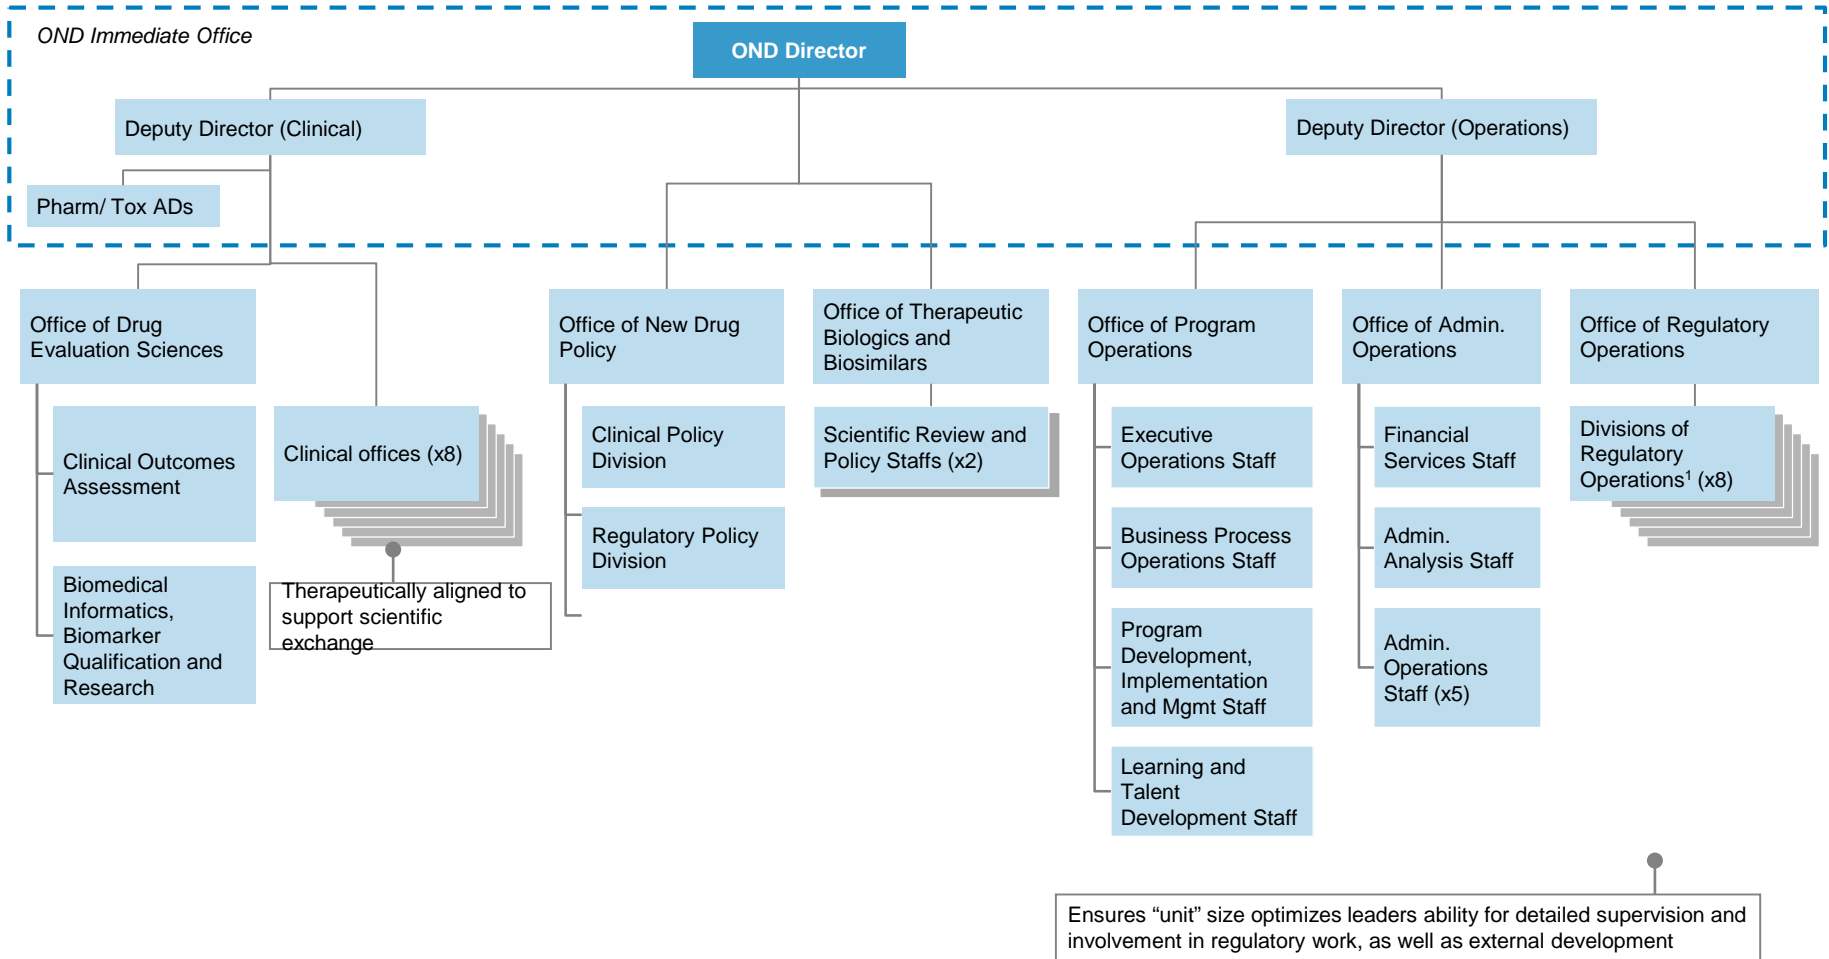 OND Immediate Office
OND Director
Deputy Director (Clinical)
Deputy Director (Operations)
Pharm/ Tox ADs
Office of Drug
Evaluation Sciences
Office of New Drug
Policy
Office of Therapeutic
Biologics and
Biosimilars
Office of Program
Operations
Office of Admin.
Operations
Office of Regulatory
Operations
Clinical Outcomes
Assessment
Clinical offices (x8)
Clinical Policy
Division
Scientific Review and
Policy Staffs (x2)
Executive
Operations Staff
Financial
Services Staff
Divisions of
Regulatory
Operations¹ (x8)
Regulatory Policy
Division
Business Process
Operations Staff
Admin.
Analysis Staff
Biomedical
Informatics,
Biomarker
Qualification and
Research
Therapeutically aligned to
support scientific
exchange
Program
Development,
Implementation
and Mgmt Staff
Admin.
Operations
Staff (x5)
Learning and
Talent
Development Staff
Ensures “unit” size optimizes leaders ability for detailed supervision and
involvement in regulatory work, as well as external development